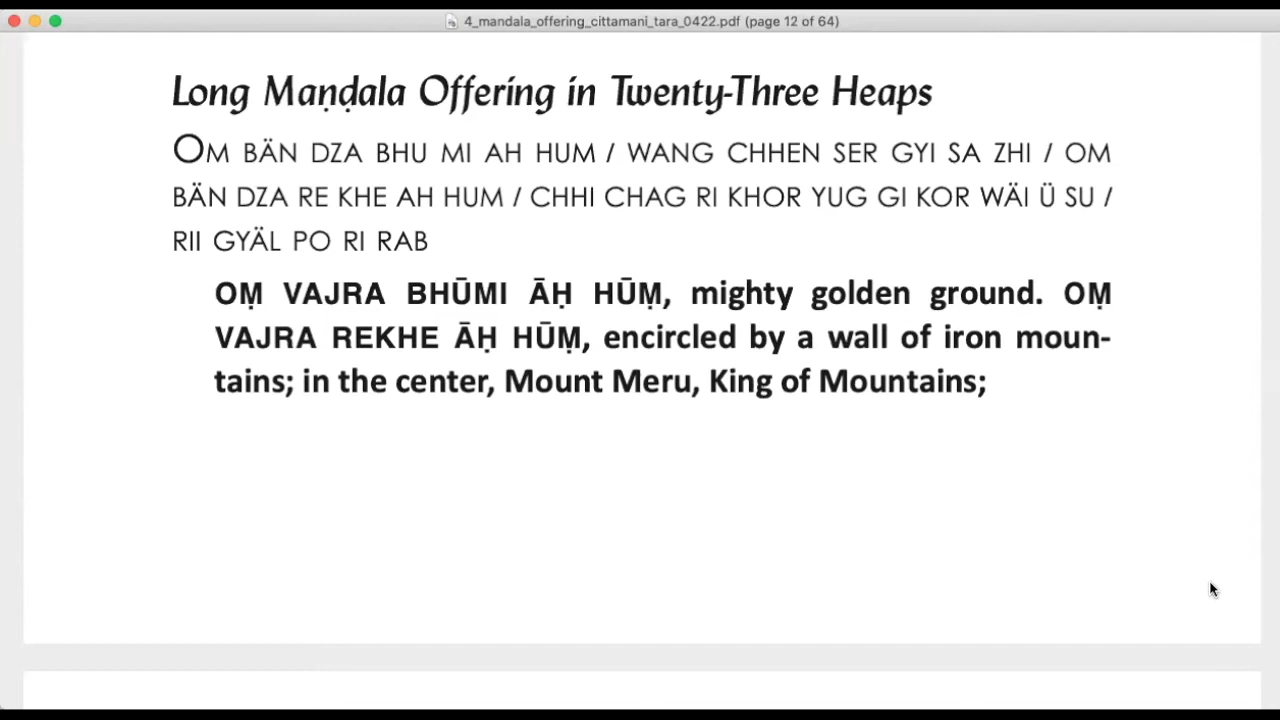 4_mandala_offering_cittamani_tara_0422.pdf (page 12 of 64)
Long Maṇḍala Offering in Twenty-Three Heaps
OM BÄN DZA BHU MI AH HUM / WANG CHHEN SER GYI SA ZHI / OM
BÄN DZA RE KHE AH HUM / CHHI CHAG RI KHOR YUG GI KOR WÄI Ü SU /
RII GYÄL PO RI RAB
OṂ VAJRA BHŪMI ĀḤ HŪṂ, mighty golden ground. OṂ
VAJRA REKHE ĀḤ HŪṂ, encircled by a wall of iron moun-
tains; in the center, Mount Meru, King of Mountains;